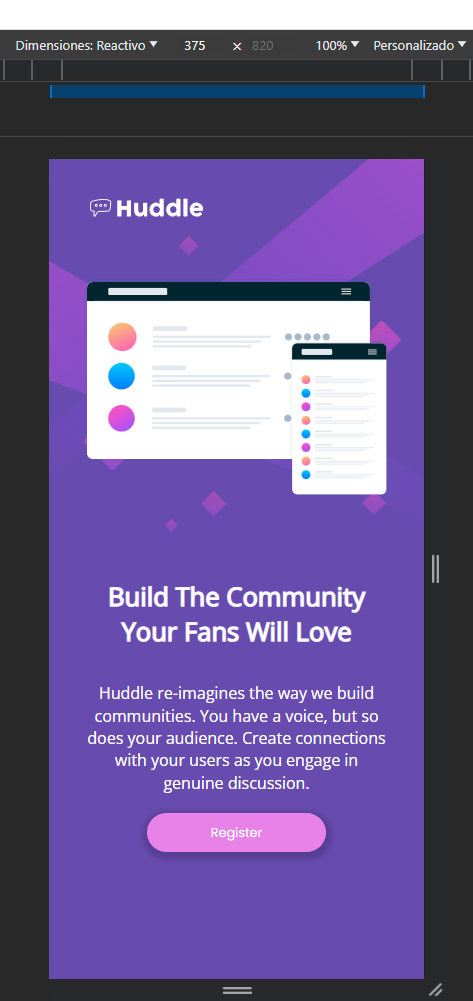 Dimensiones: Reactivo ▼ 375 × 820 100% ▼ Personalizado ▼
Huddle
Build The Community
Your Fans Will Love
Huddle re-imagines the way we build
communities. You have a voice, but so
does your audience. Create connections
with your users as you engage in
genuine discussion.
Register